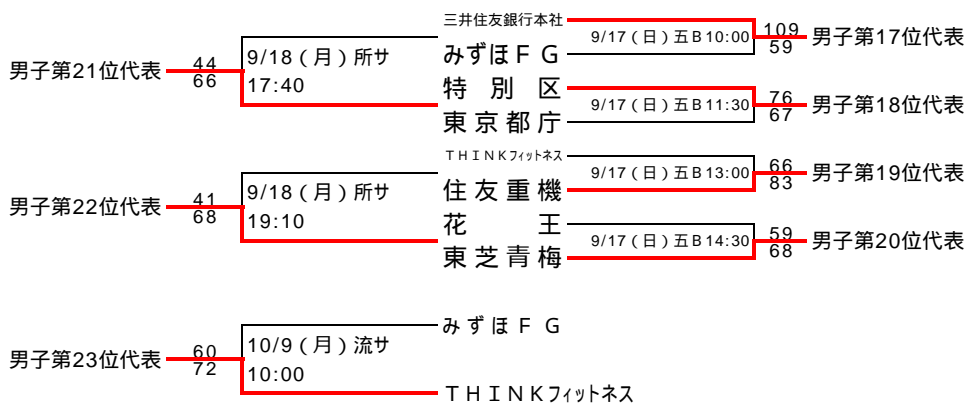 三井住友銀行本社
9/17(日)五B10:00
109
59
男子第17位代表
男子第21位代表
44
66
9/18(月)所サ
17:40
みずほＦＧ
特別区
9/17(日)五B11:30
76
67
男子第18位代表
東京都庁
ＴＨＩＮＫフィットネス
9/17(日)五B13:00
66
83
男子第19位代表
男子第22位代表
41
68
9/18(月)所サ
19:10
住友重機
花王
9/17(日)五B14:30
59
68
男子第20位代表
東芝青梅
みずほＦＧ
男子第23位代表
60
72
10/9(月)流サ
10:00
ＴＨＩＮＫフィットネス